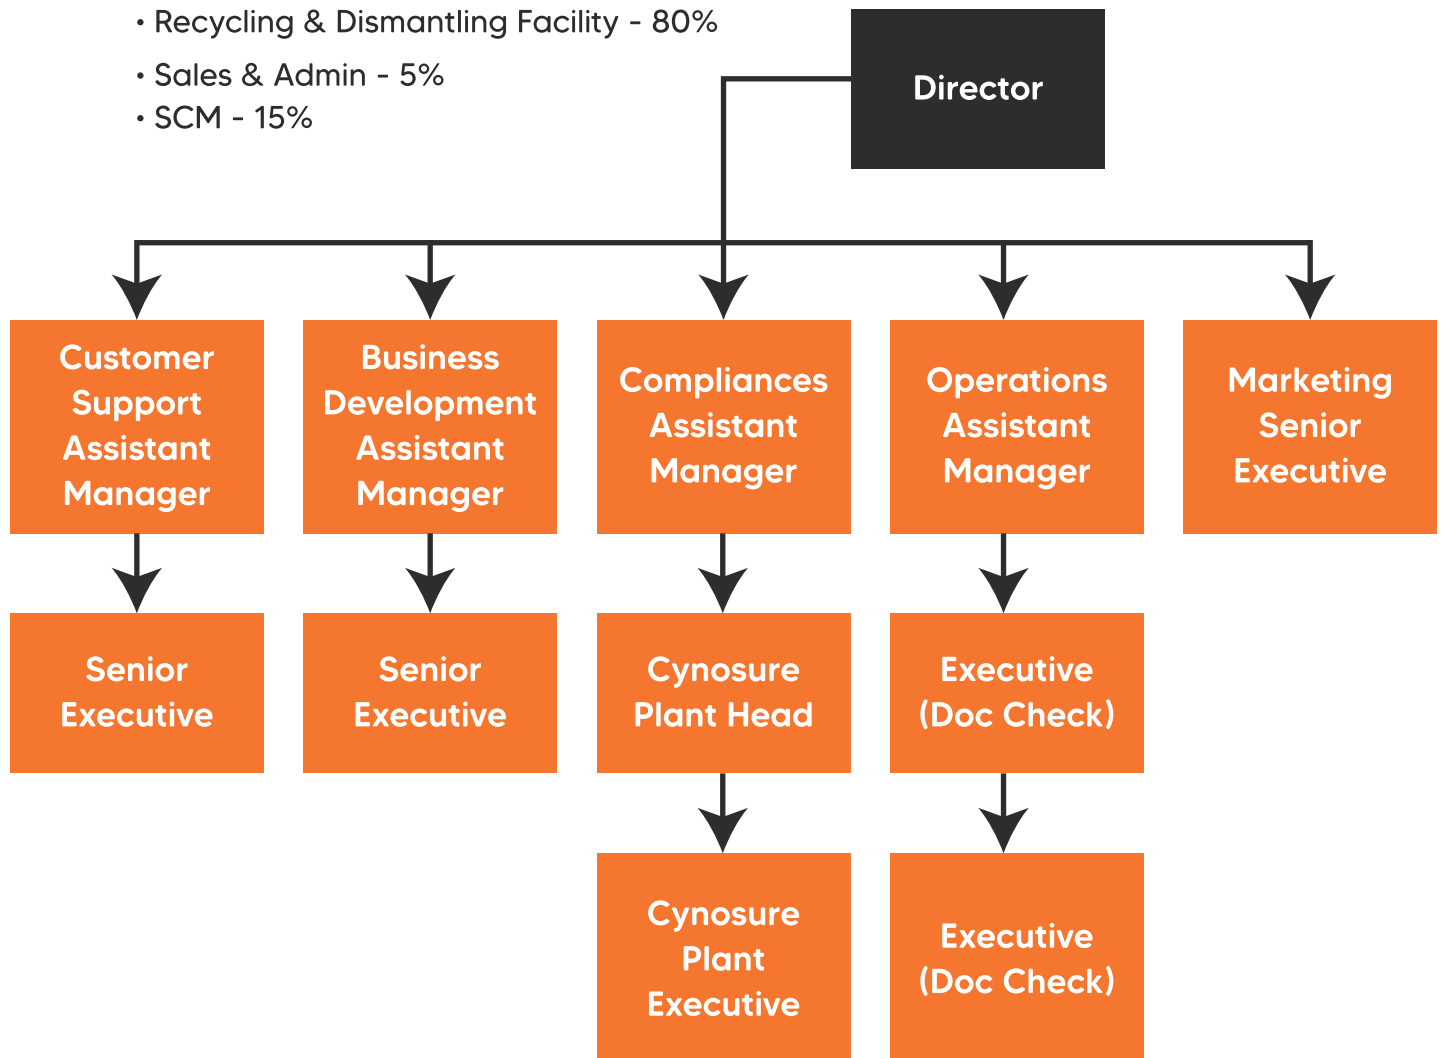 • Recycling & Dismantling Facility - 80%
• Sales & Admin - 5%
• SCM - 15%
Director
Customer
Support
Assistant
Manager
Business
Development
Assistant
Manager
Compliances
Assistant
Manager
Operations
Assistant
Manager
Marketing
Senior
Executive
Senior
Executive
Senior
Executive
Cynosure
Plant Head
Executive
(Doc Check)
Cynosure
Plant
Executive
Executive
(Doc Check)